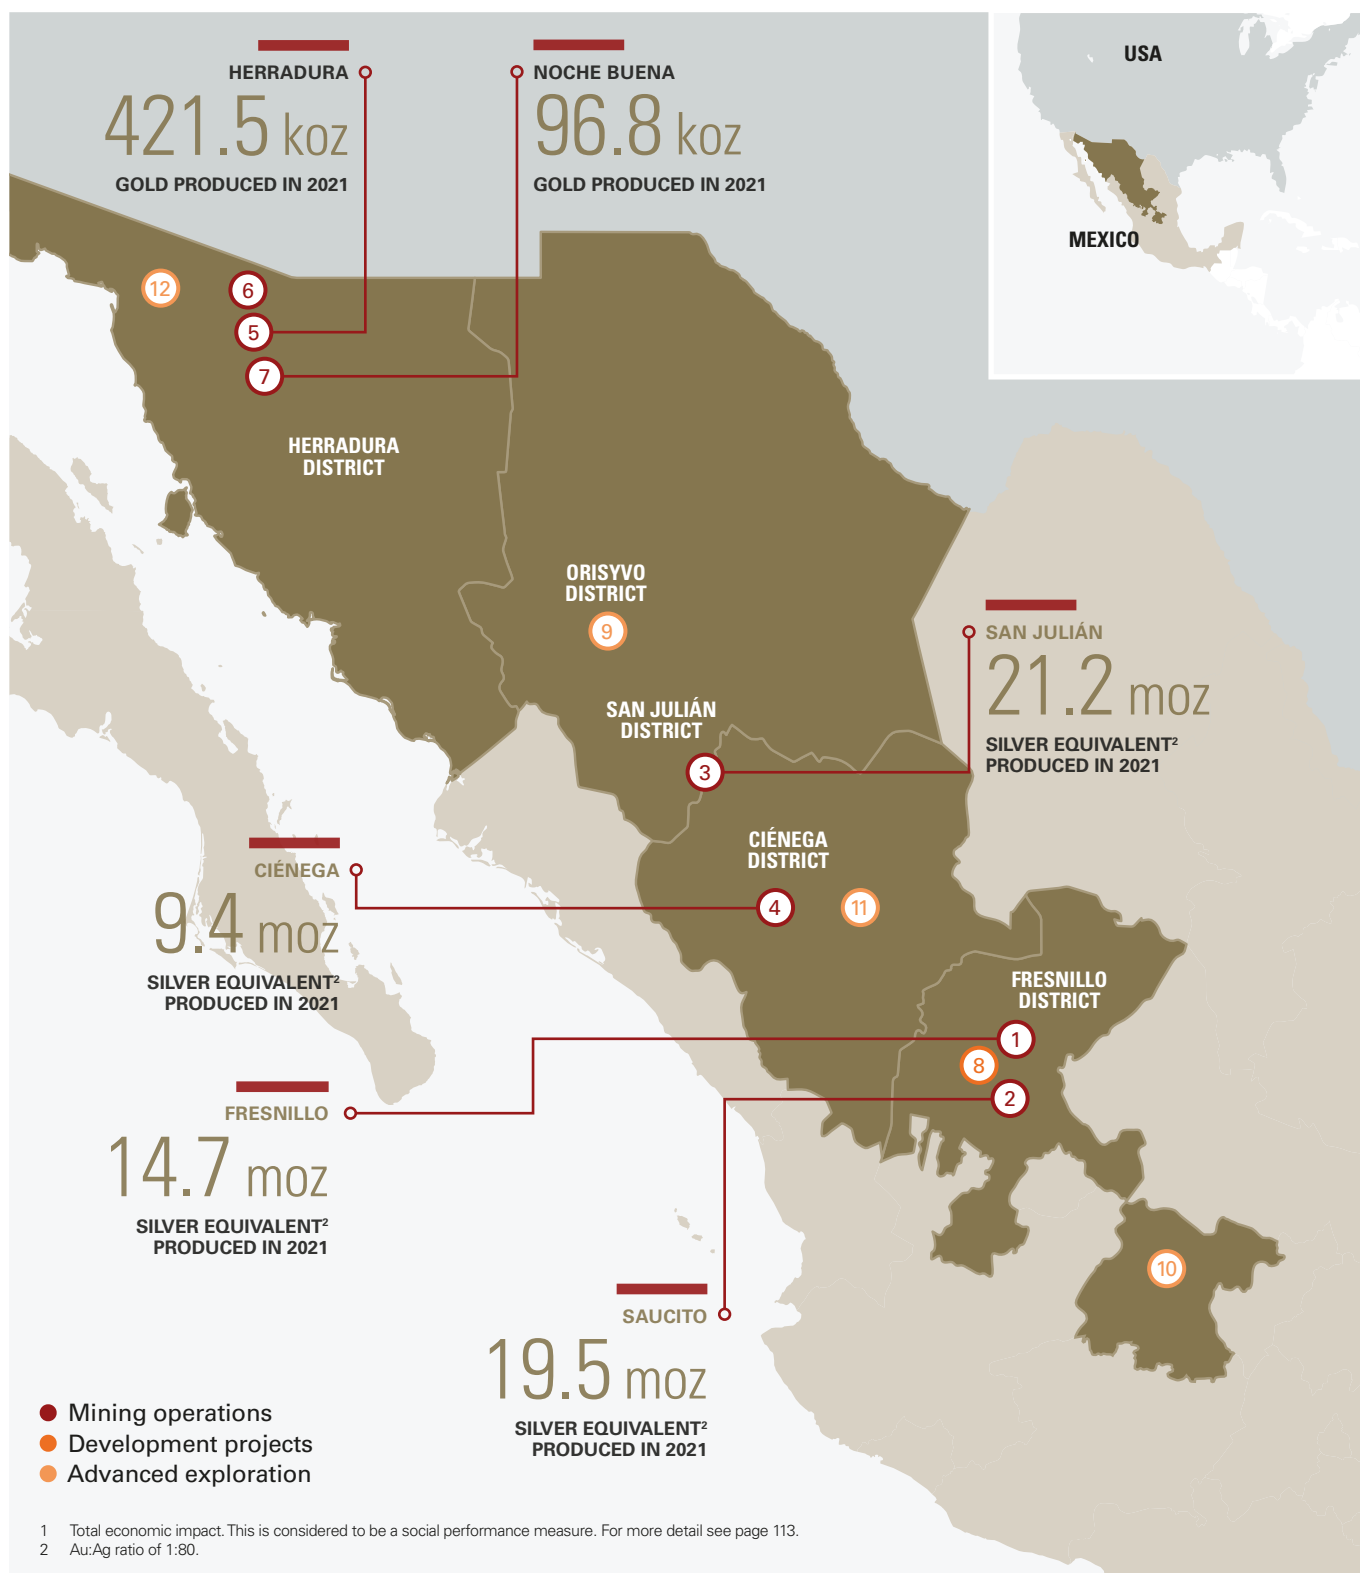 HERRADURA
421.5 koz
GOLD PRODUCED IN 2021
NOCHE BUENA
96.8 koz
GOLD PRODUCED IN 2021
USA
MEXICO
12
6
5
7
HERRADURA
DISTRICT
ORISYVO
DISTRICT
9
SAN JULIÁN
21.2 moz
SILVER EQUIVALENT²
PRODUCED IN 2021
SAN JULIÁN
DISTRICT
3
CIÉNEGA
DISTRICT
4
11
CIÉNEGA
9.4 moz
SILVER EQUIVALENT²
PRODUCED IN 2021
FRESNILLO
DISTRICT
1
8
2
FRESNILLO
14.7 moz
SILVER EQUIVALENT²
PRODUCED IN 2021
10
SAUCITO
19.5 moz
SILVER EQUIVALENT²
PRODUCED IN 2021
Mining operations
Development projects
Advanced exploration
1 Total economic impact. This is considered to be a social performance measure. For more detail see page 113.
2 Au:Ag ratio of 1:80.